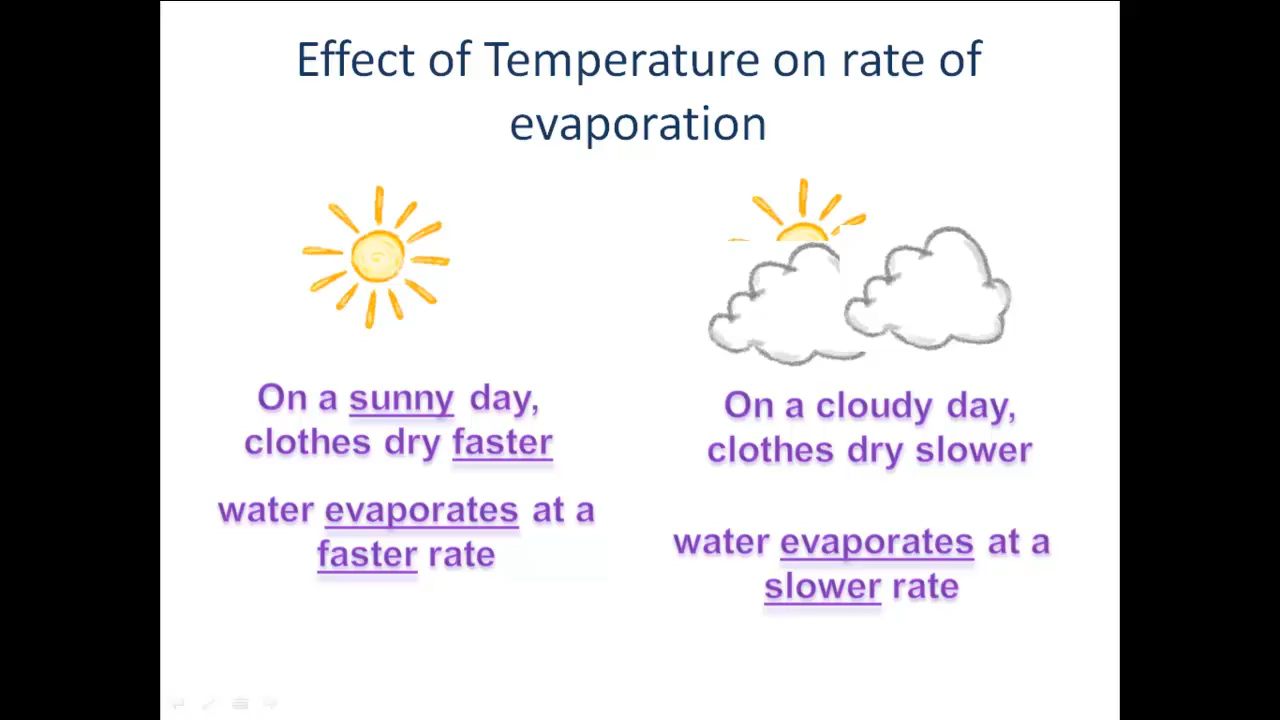 Effect of Temperature on rate of
evaporation
On a sunny day,
clothes dry faster
water evaporates at a
faster rate
On a cloudy day,
clothes dry slower
water evaporates at a
slower rate